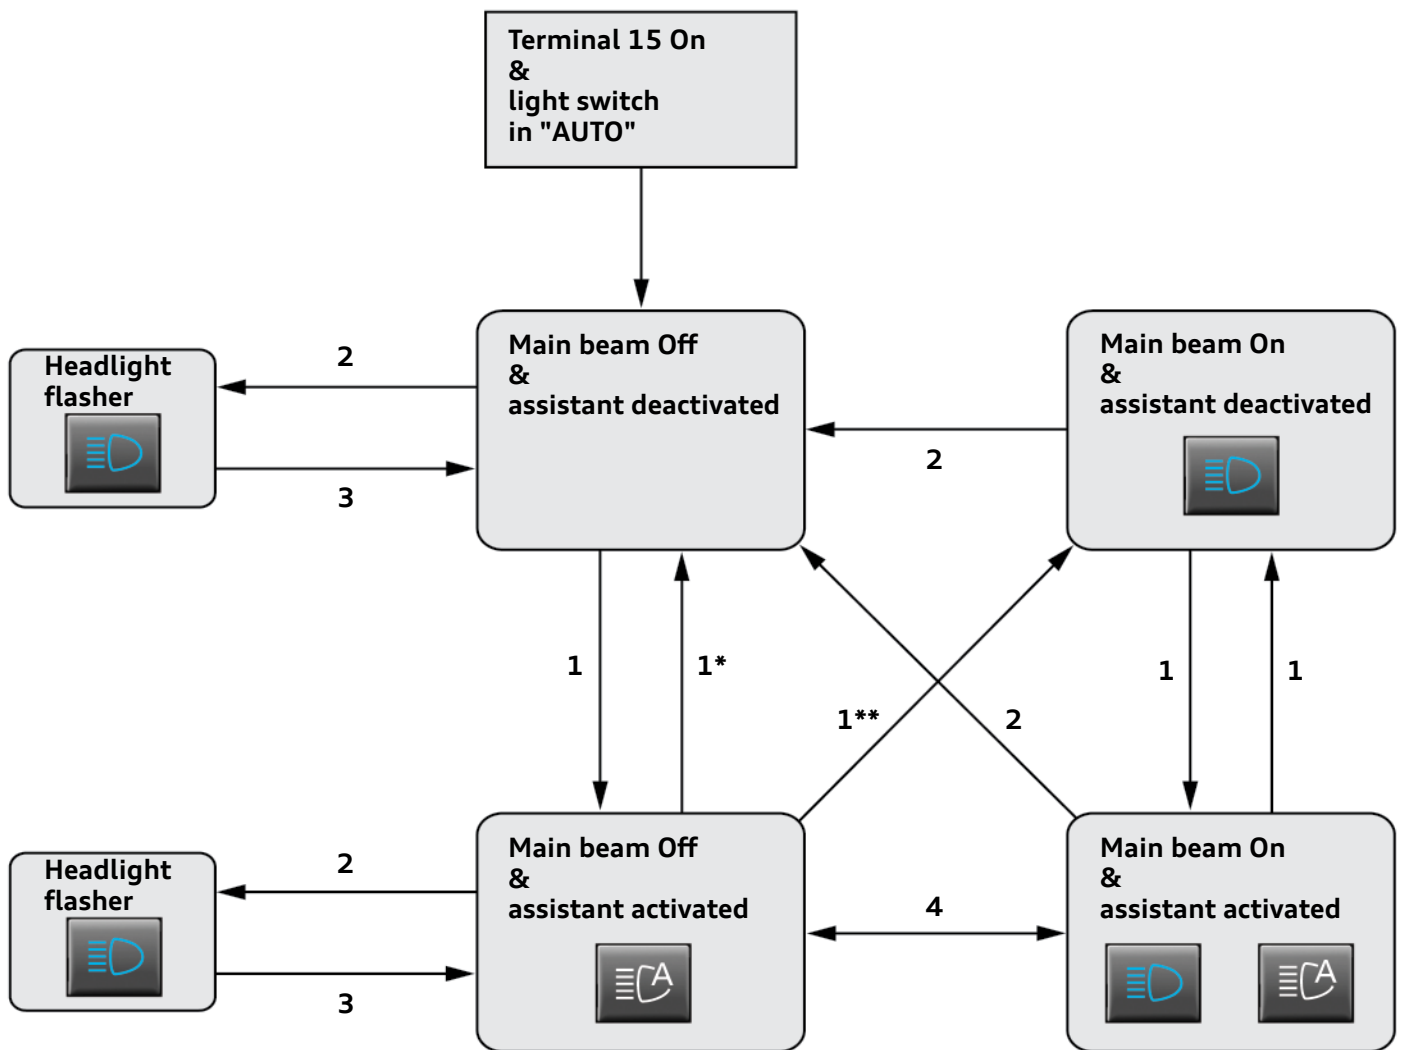 Terminal 15 On
&
light switch
in "AUTO"
Headlight
flasher
2
3
Main beam Off
&
assistant deactivated
2
Main beam On
&
assistant deactivated
1
1*
1**
2
1
1
Headlight
flasher
2
3
Main beam Off
&
assistant activated
A
4
Main beam On
&
assistant activated
A